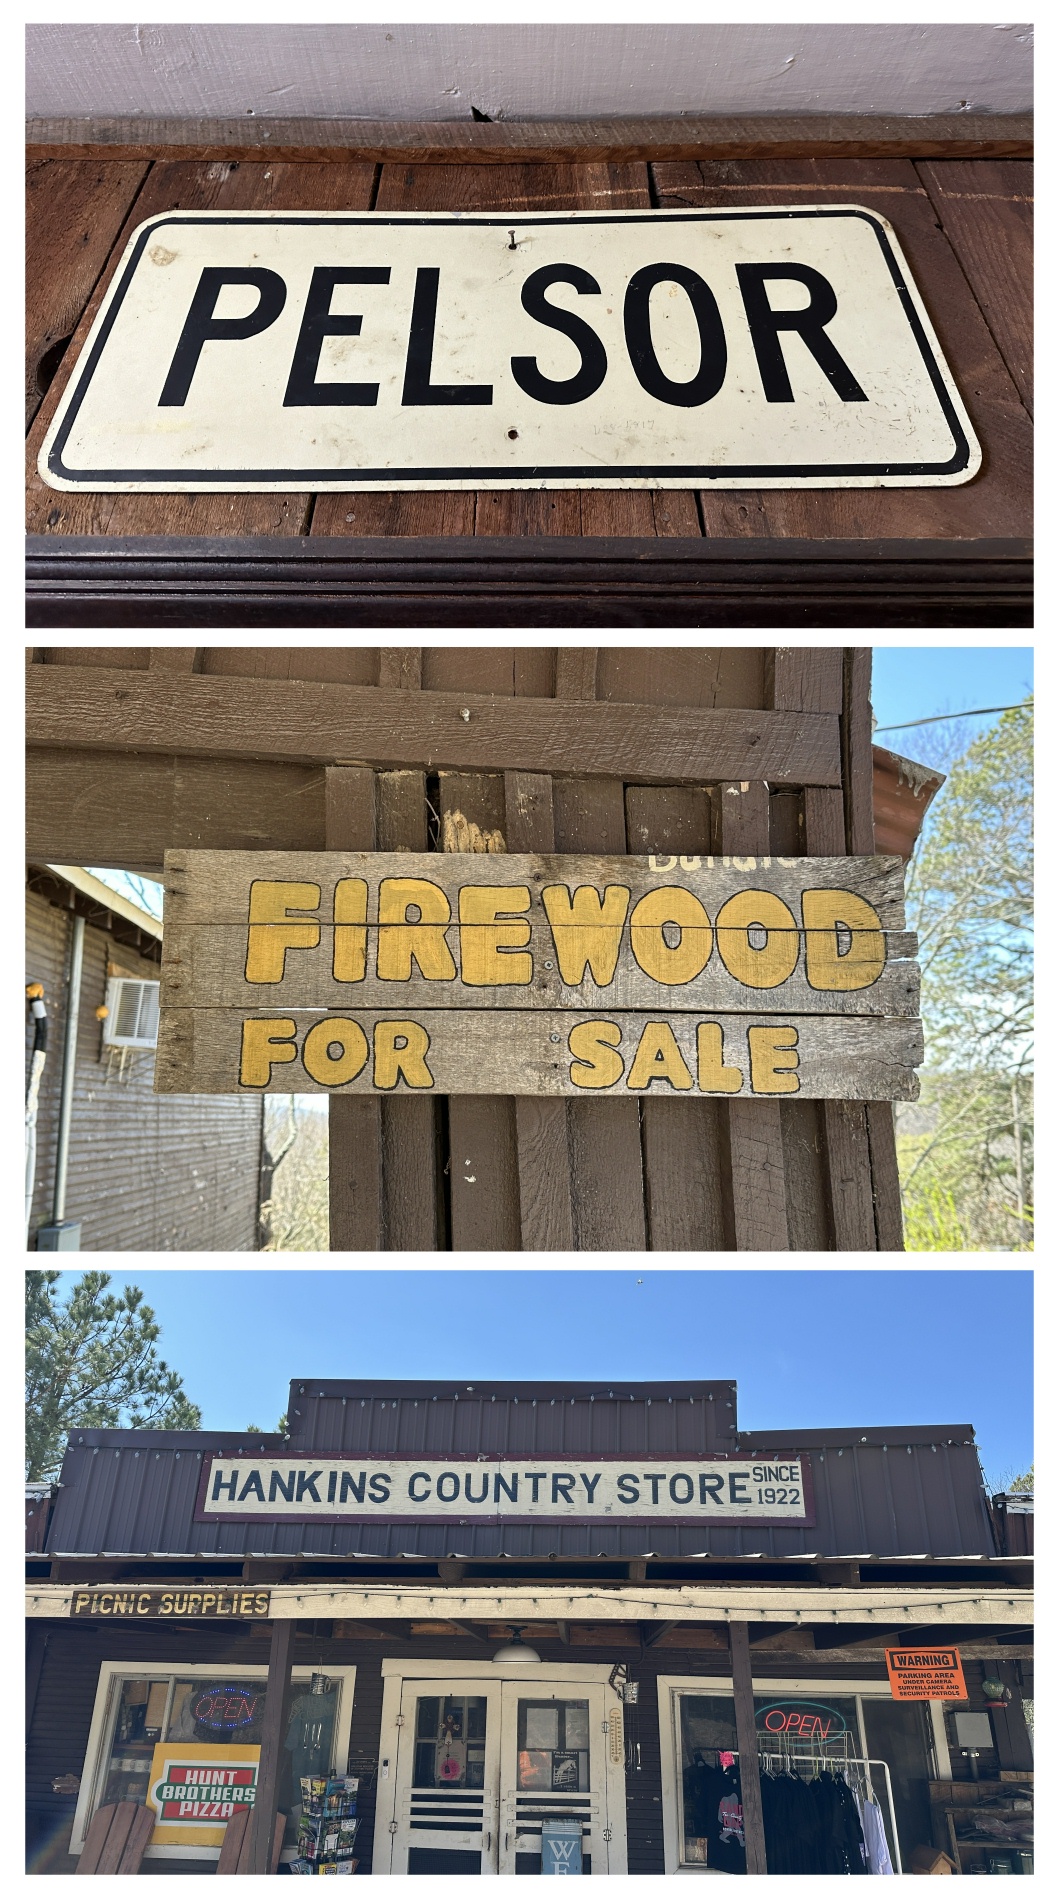 PELSOR
FIREWOOD
FOR SALE
HANKINS COUNTRY STORE SINCE 1922
PICNIC SUPPLIES
WARNING
PARKING AREA
UNDER CAMERA
SURVEILLANCE AND
SECURITY PATROLS
OPEN
OPEN
HUNT
BROTHERS
PIZZA
WE